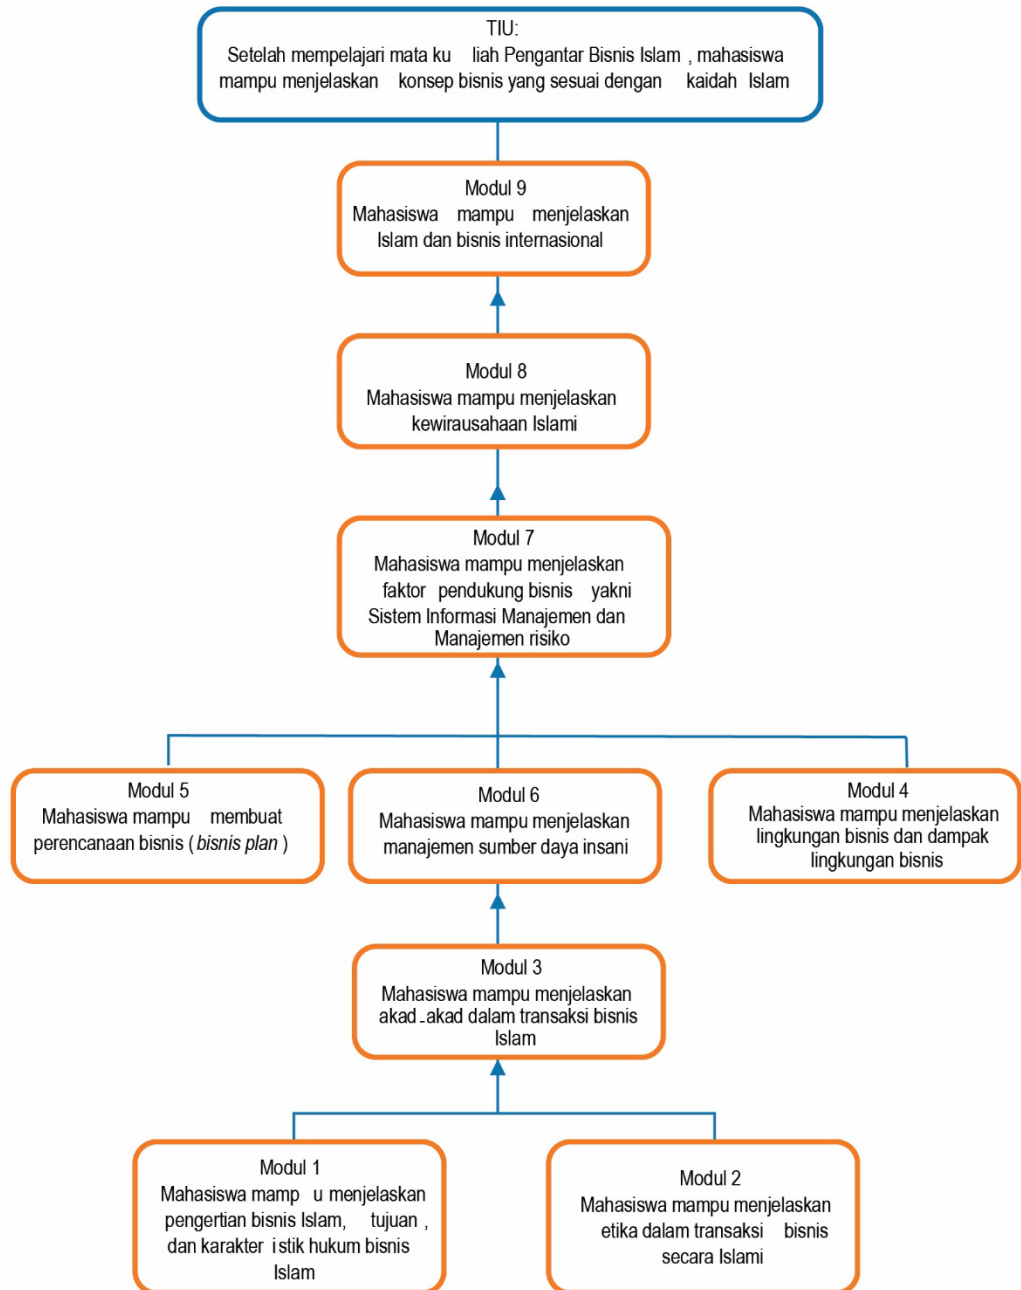 TIU:
Setelah mempelajari mata ku liah Pengantar Bisnis Islam , mahasiswa
mampu menjelaskan konsep bisnis yang sesuai dengan kaidah Islam
Modul 9
Mahasiswa mampu menjelaskan
Islam dan bisnis internasional
Modul 8
Mahasiswa mampu menjelaskan
kewirausahaan Islami
Modul 7
Mahasiswa mampu menjelaskan
faktor pendukung bisnis yakni
Sistem Informasi Manajemen dan
Manajemen risiko
Modul 5
Mahasiswa mampu membuat
perencanaan bisnis ( bisnis plan )
Modul 6
Mahasiswa mampu menjelaskan
manajemen sumber daya insani
Modul 4
Mahasiswa mampu menjelaskan
lingkungan bisnis dan dampak
lingkungan bisnis
Modul 3
Mahasiswa mampu menjelaskan
akad-akad dalam transaksi bisnis
Islam
Modul 1
Mahasiswa mamp u menjelaskan
pengertian bisnis Islam, tujuan ,
dan karakter istik hukum bisnis
Islam
Modul 2
Mahasiswa mampu menjelaskan
etika dalam transaksi bisnis
secara Islami